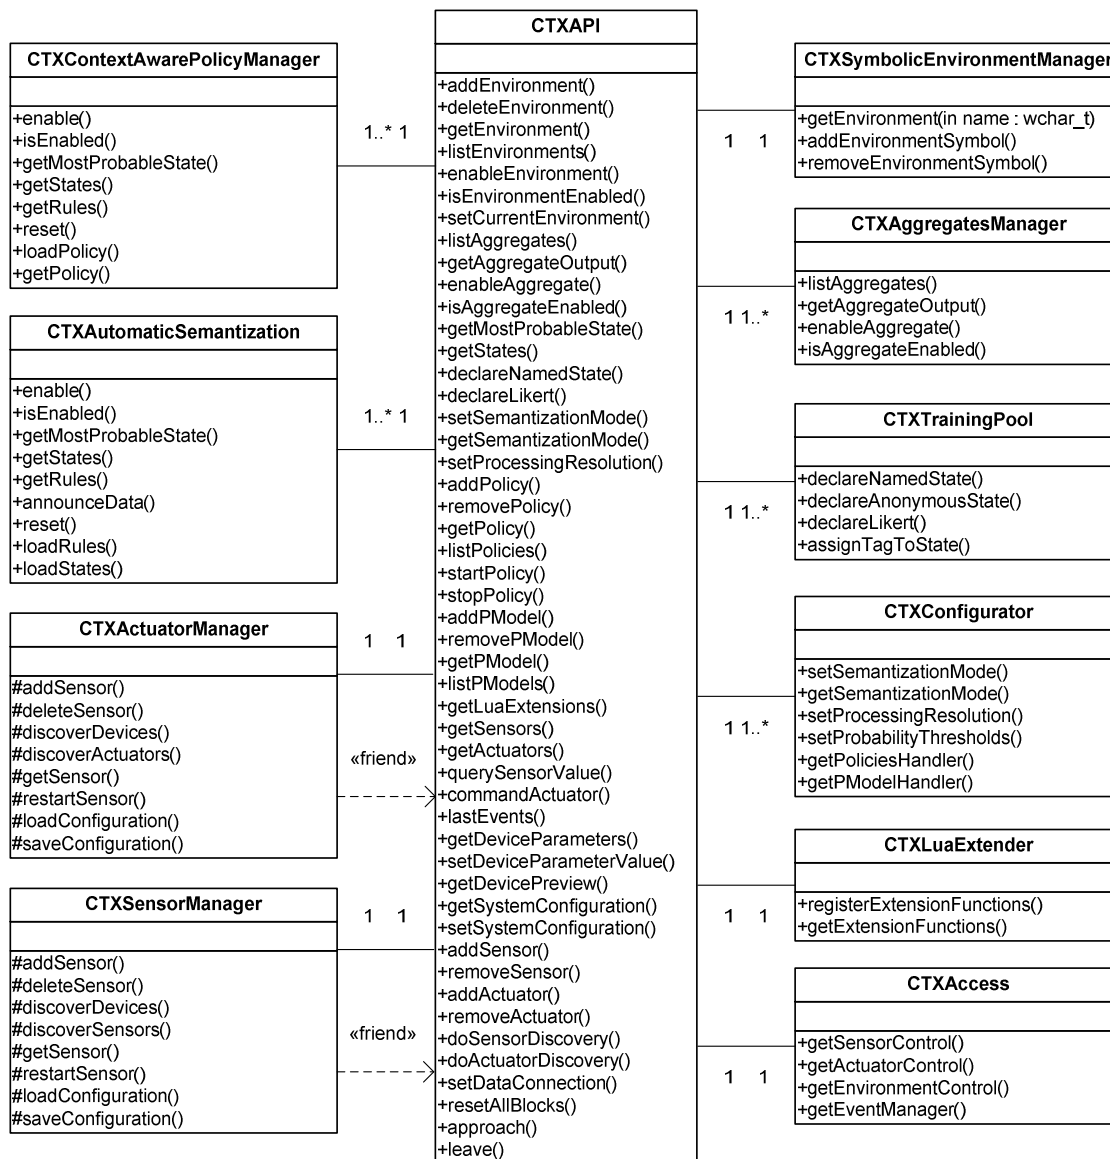 CTXContextAwarePolicyManager
+enable()
+isEnabled()
+getMostProbableState()
+getStates()
+getRules()
+reset()
+loadPolicy()
+getPolicy()
1..* 1
CTXAutomaticSemantization
+enable()
+isEnabled()
+getMostProbableState()
+getStates()
+getRules()
+announceData()
+reset()
+loadRules()
+loadStates()
1..* 1
CTXActuatorManager
#addSensor()
#deleteSensor()
#discoverDevices()
#discoverActuators()
#getSensor()
#restartSensor()
#loadConfiguration()
#saveConfiguration()
1 1
«friend»
CTXSensorManager
#addSensor()
#deleteSensor()
#discoverDevices()
#discoverSensors()
#getSensor()
#restartSensor()
#loadConfiguration()
#saveConfiguration()
1 1
«friend»
CTXAPI
+addEnvironment()
+deleteEnvironment()
+getEnvironment()
+listEnvironments()
+enableEnvironment()
+isEnvironmentEnabled()
+setCurrentEnvironment()
+listAggregates()
+getAggregateOutput()
+enableAggregate()
+isAggregateEnabled()
+getMostProbableState()
+getStates()
+declareNamedState()
+declareLikert()
+setSemantizationMode()
+getSemantizationMode()
+setProcessingResolution()
+addPolicy()
+removePolicy()
+getPolicy()
+listPolicies()
+startPolicy()
+stopPolicy()
+addPModel()
+removePModel()
+getPModel()
+listPModels()
+getLuaExtensions()
+getSensors()
+getActuators()
+querySensorValue()
+commandActuator()
+lastEvents()
+getDeviceParameters()
+setDeviceParameterValue()
+getDevicePreview()
+getSystemConfiguration()
+setSystemConfiguration()
+addSensor()
+removeSensor()
+addActuator()
+removeActuator()
+doSensorDiscovery()
+doActuatorDiscovery()
+setDataConnection()
+resetAllBlocks()
+approach()
+leave()
CTXSymbolicEnvironmentManager
+getEnvironment(in name : wchar_t)
+addEnvironmentSymbol()
+removeEnvironmentSymbol()
1 1
CTXAggregatesManager
+listAggregates()
+getAggregateOutput()
+enableAggregate()
+isAggregateEnabled()
1 1..*
CTXTrainingPool
+declareNamedState()
+declareAnonymousState()
+declareLikert()
+assignTagToState()
1 1..*
CTXConfigurator
+setSemantizationMode()
+getSemantizationMode()
+setProcessingResolution()
+setProbabilityThresholds()
+getPoliciesHandler()
+getPModelHandler()
1 1..*
CTXLuaExtender
+registerExtensionFunctions()
+getExtensionFunctions()
1 1
CTXAccess
+getSensorControl()
+getActuatorControl()
+getEnvironmentControl()
+getEventManager()
1 1